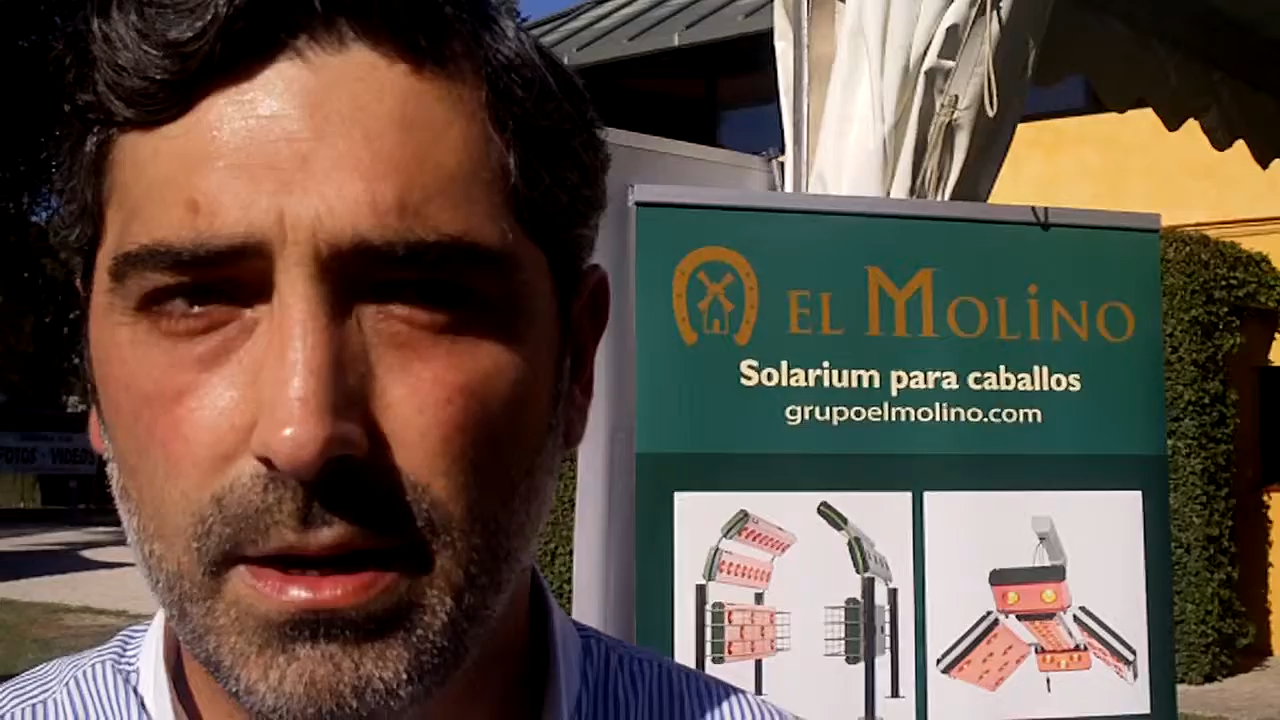 EL MOLINO
Solarium para caballos
grupoelmolino.com
FOTOS - VIDEOS